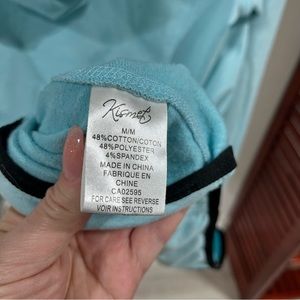 Kismet
M/M
48%COTTON/COTON
48%POLYESTER
4%SPANDEX
MADE IN CHINA
FABRIQUE EN
CHINE
CA02595
FOR CARE SEE REVERSE
VOIR INSTRUCTIONS